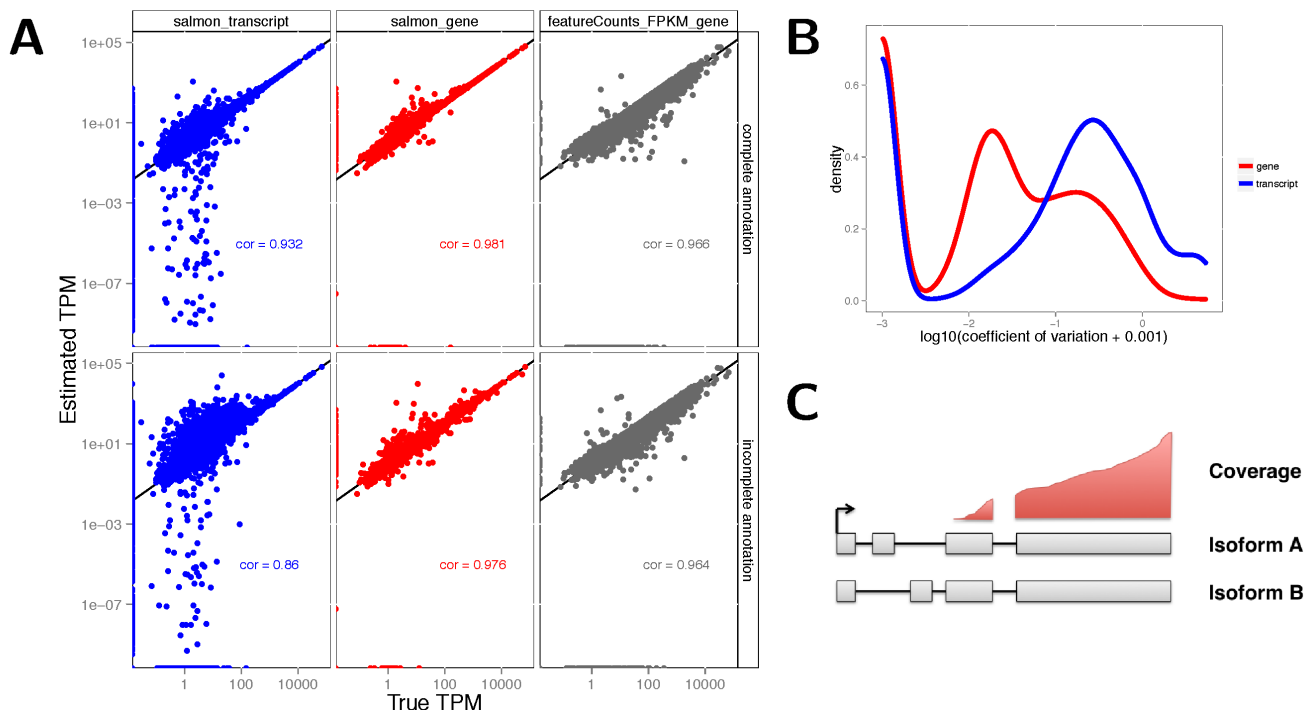 A
salmon_transcript
salmon_gene
featureCounts_FPKM_gene
1e+05
1e+01
1e−03
1e−07
cor = 0.932
cor = 0.981
cor = 0.966
complete annotation
Estimated TPM
1e+05
1e+01
1e−03
1e−07
cor = 0.86
cor = 0.976
cor = 0.964
incomplete annotation
1 100 10000
1 100 10000
1 100 10000
True TPM
B
density
0.6
0.4
0.2
0.0
−3 −2 −1 0
log10(coefficient of variation + 0.001)
gene
transcript
C
Coverage
Isoform A
Isoform B